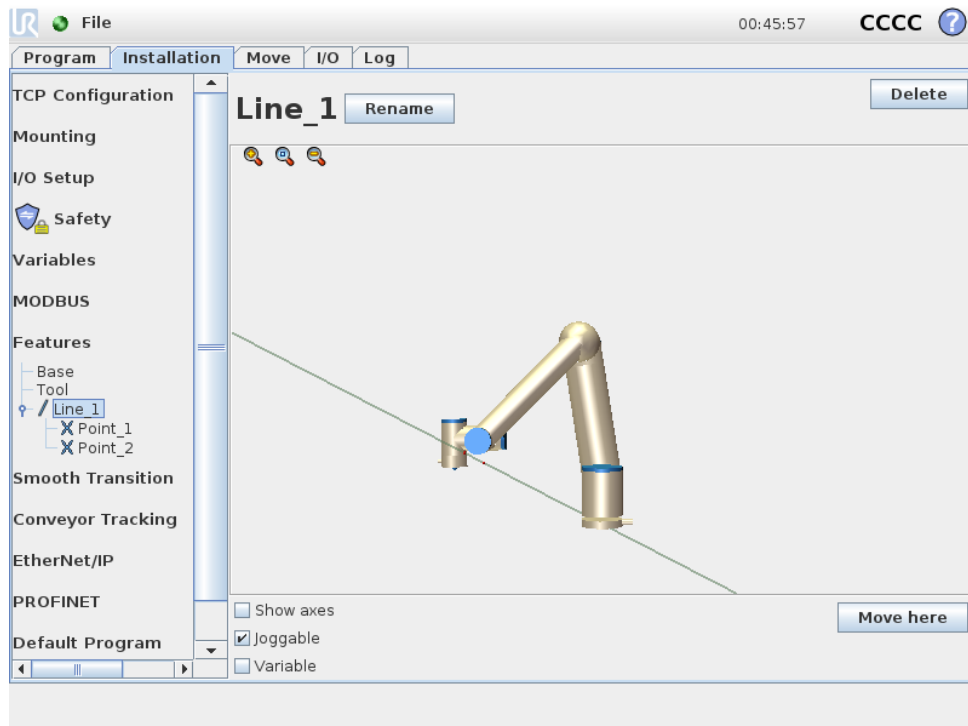 UR File 00:45:57 CCCC ?
Program Installation Move I/O Log
TCP Configuration
Mounting
I/O Setup
Safety
Variables
MODBUS
Features
Base
Tool
Line_1
Point_1
Point_2
Smooth Transition
Conveyor Tracking
EtherNet/IP
PROFINET
Default Program
Line_1 Rename Delete
Show axes
Joggable
Variable
Move here